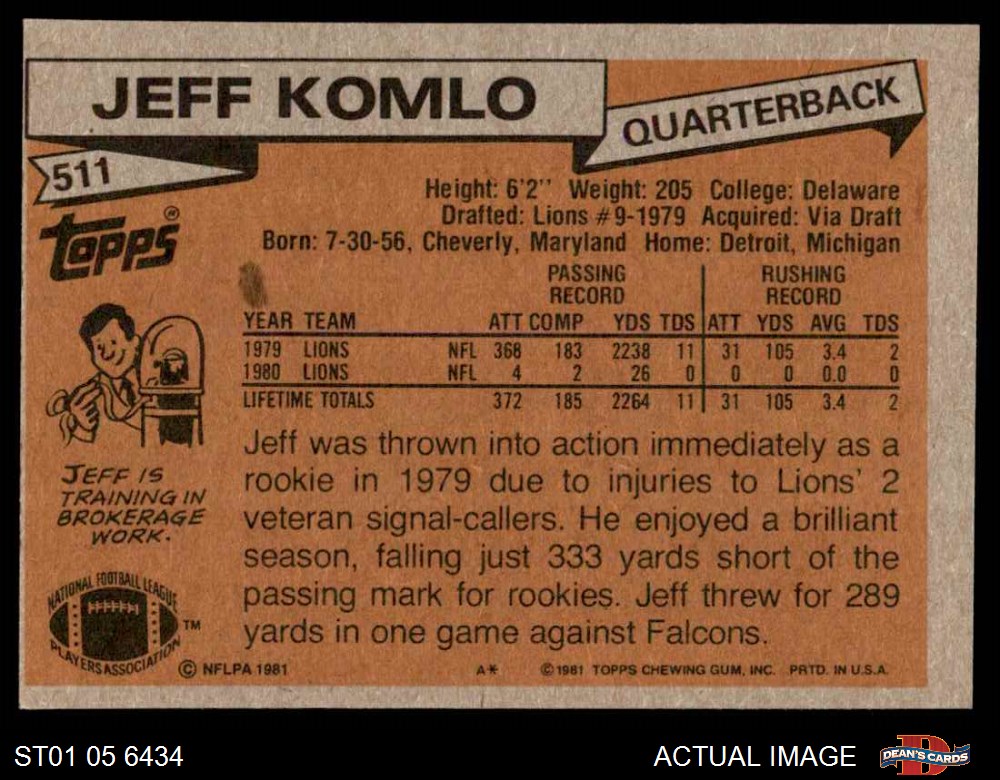 JEFF KOMLO
QUARTERBACK
511
Topps®
Height: 6'2'' Weight: 205 College: Delaware
Drafted: Lions #9-1979 Acquired: Via Draft
Born: 7-30-56, Cheverly, Maryland Home: Detroit, Michigan
PASSING RECORD RUSHING RECORD
YEAR TEAM ATT COMP YDS TDS ATT YDS AVG TDS
1979 LIONS NFL 368 183 2238 11 31 105 3.4 2
1980 LIONS NFL 4 2 26 0 0 0 0.0 0
LIFETIME TOTALS 372 185 2264 11 31 105 3.4 2
JEFF IS
TRAINING IN
BROKERAGE
WORK.
Jeff was thrown into action immediately as a
rookie in 1979 due to injuries to Lions' 2
veteran signal-callers. He enjoyed a brilliant
season, falling just 333 yards short of the
passing mark for rookies. Jeff threw for 289
yards in one game against Falcons.
NATIONAL FOOTBALL LEAGUE
PLAYERS ASSOCIATION
TM
© NFLPA 1981 A* © 1981 TOPPS CHEWING GUM, INC. PRTD. IN U.S.A.
ST01 05 6434 ACTUAL IMAGE DEAN'S CARDS